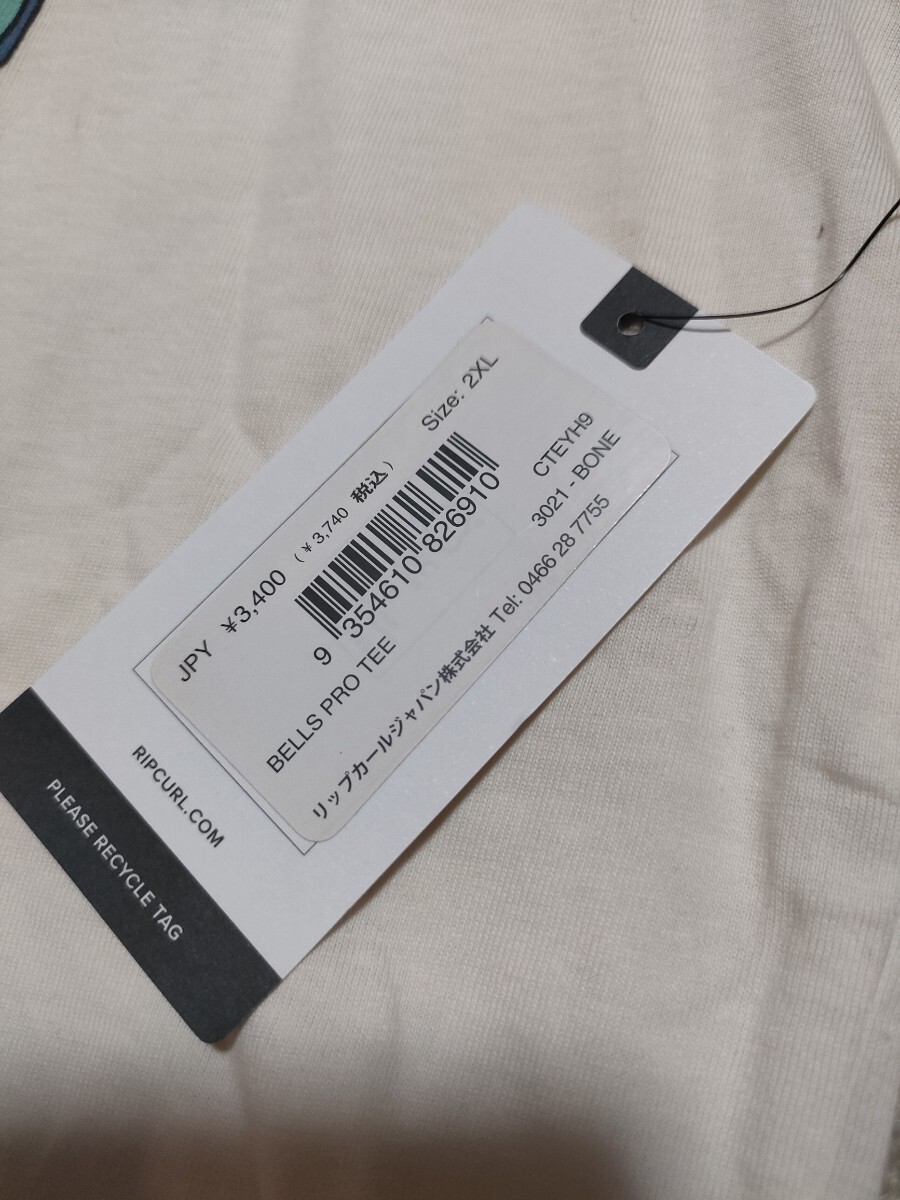 JPY ¥3,400 (¥3,740 税込) Size: 2XL
9 354610 826910
BELLS PRO TEE
CTEYH9
3021 - BONE
リップカールジャパン株式会社 Tel: 0466 28 7755
RIPCURL.COM
PLEASE RECYCLE TAG